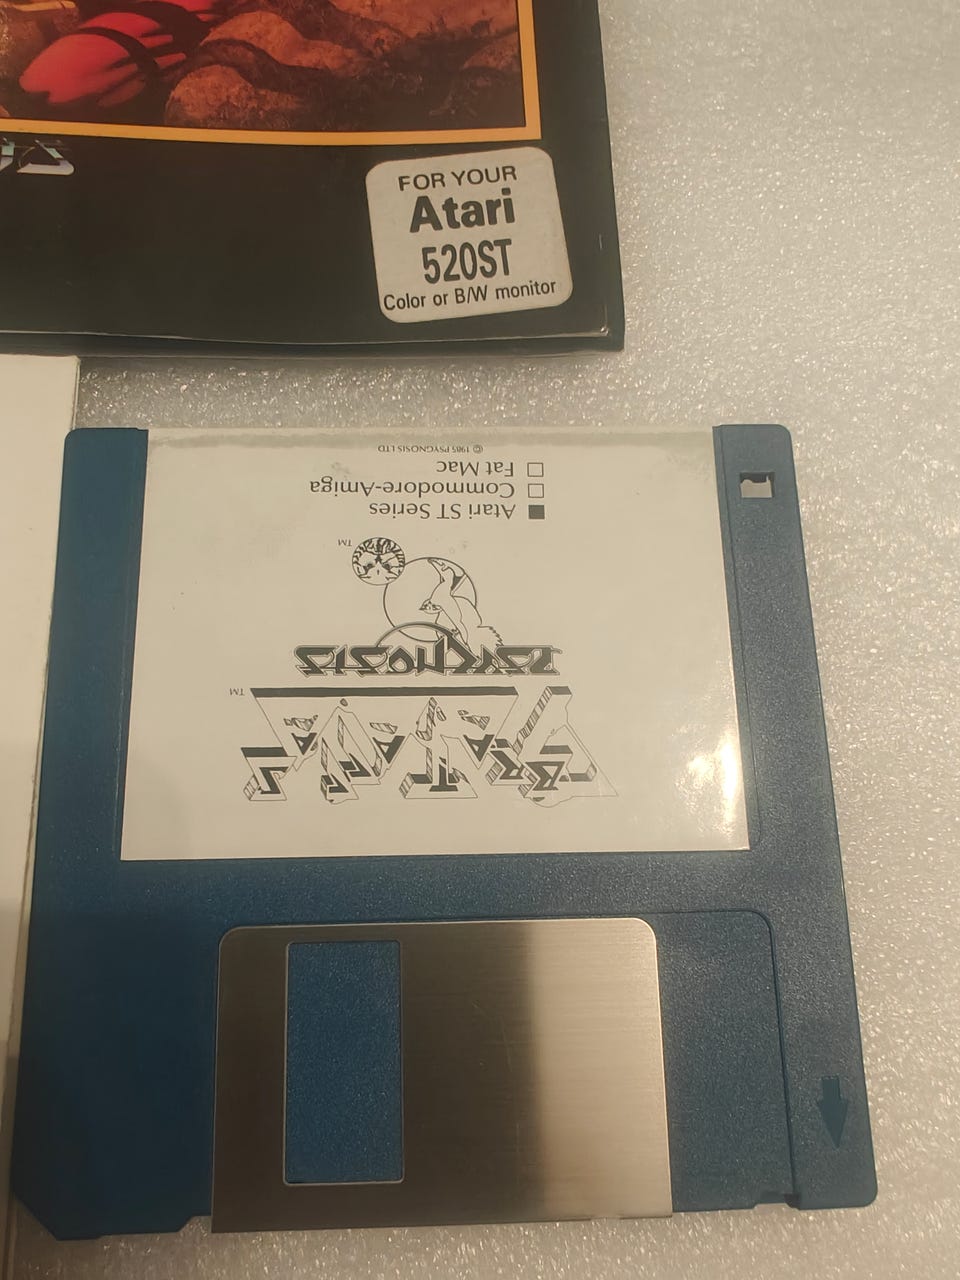 FOR YOUR
Atari
520ST
Color or B/W monitor
BRATACCAS
™
PSYGNOSIS
™
■ Atari ST Series
□ Commodore-Amiga
□ Fat Mac
© 1985 PSYGNOSIS LTD